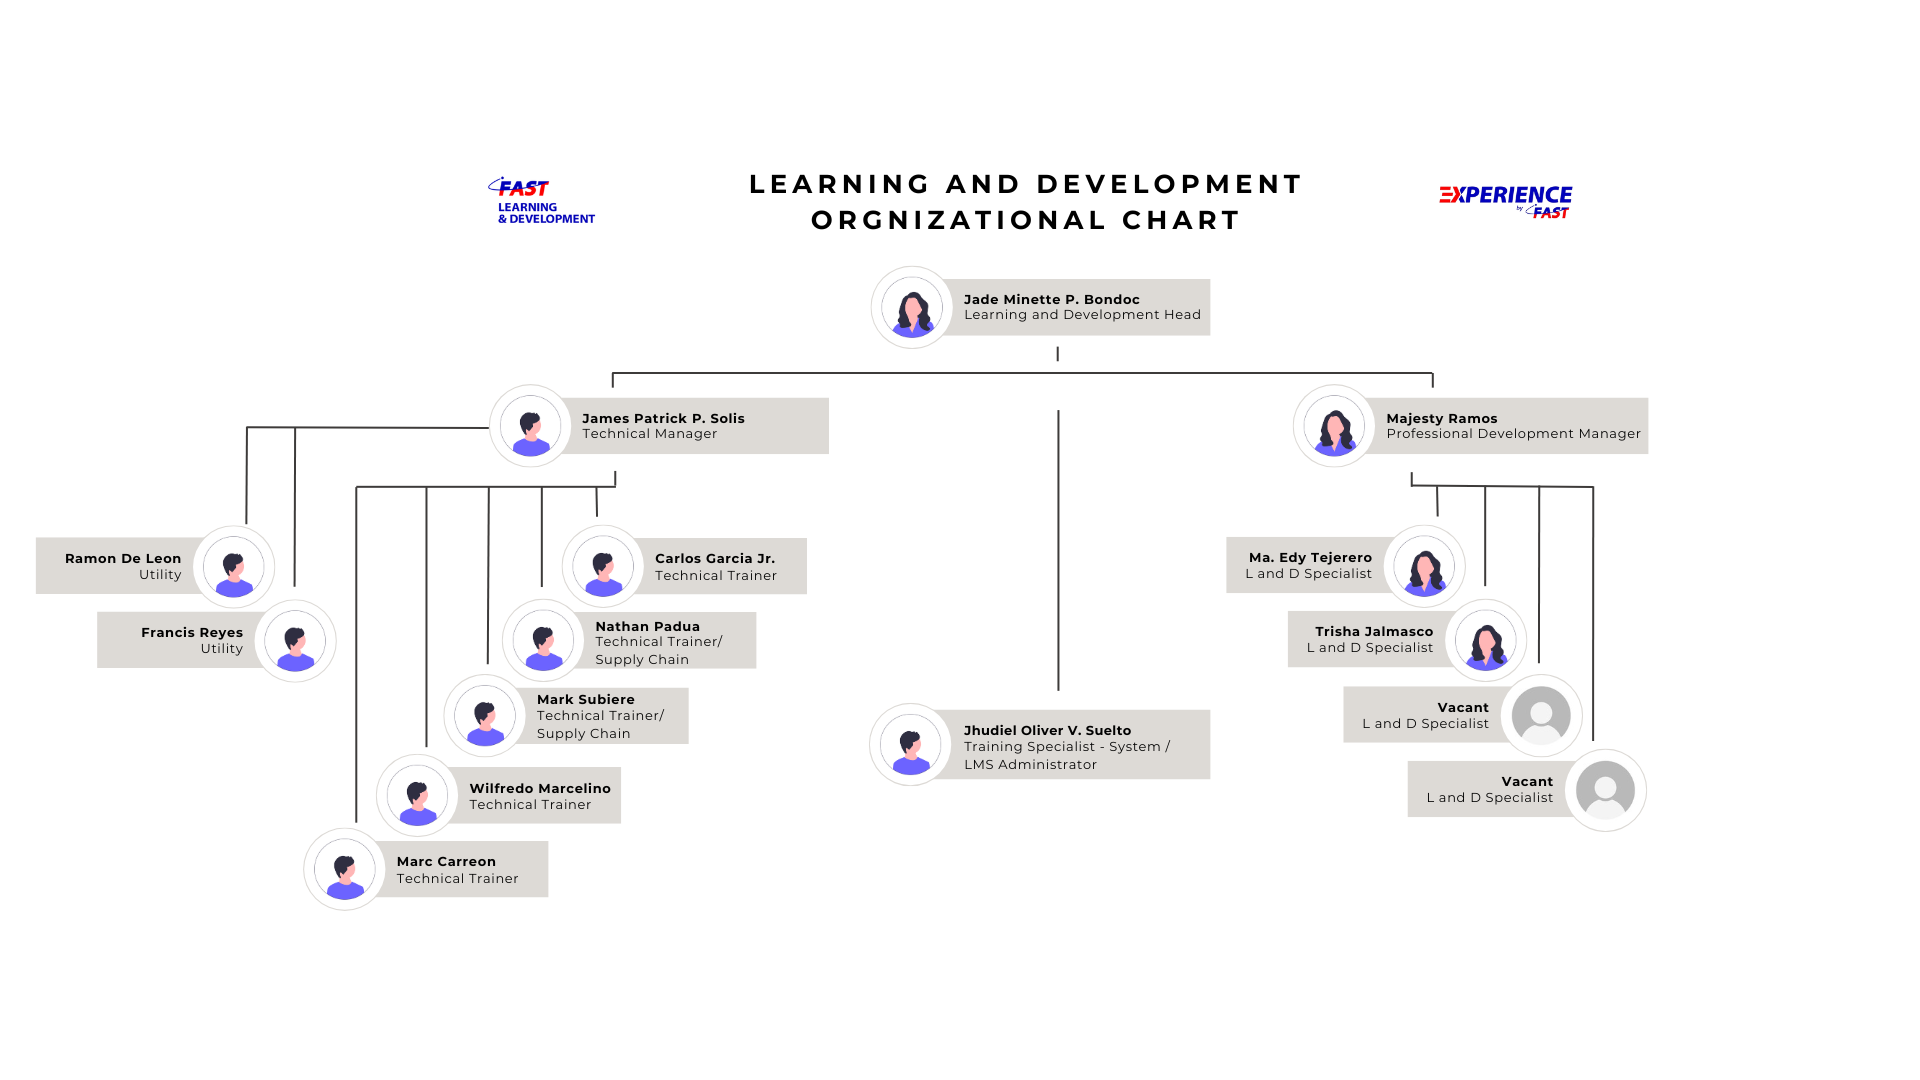 FAST
LEARNING
& DEVELOPMENT
LEARNING AND DEVELOPMENT
ORGNIZATIONAL CHART
EXPERIENCE
by FAST
Jade Minette P. Bondoc
Learning and Development Head
James Patrick P. Solis
Technical Manager
Majesty Ramos
Professional Development Manager
Ramon De Leon
Utility
Francis Reyes
Utility
Carlos Garcia Jr.
Technical Trainer
Nathan Padua
Technical Trainer/
Supply Chain
Mark Subiere
Technical Trainer/
Supply Chain
Wilfredo Marcelino
Technical Trainer
Marc Carreon
Technical Trainer
Jhudiel Oliver V. Suelto
Training Specialist - System /
LMS Administrator
Ma. Edy Tejerero
L and D Specialist
Trisha Jalmasco
L and D Specialist
Vacant
L and D Specialist
Vacant
L and D Specialist